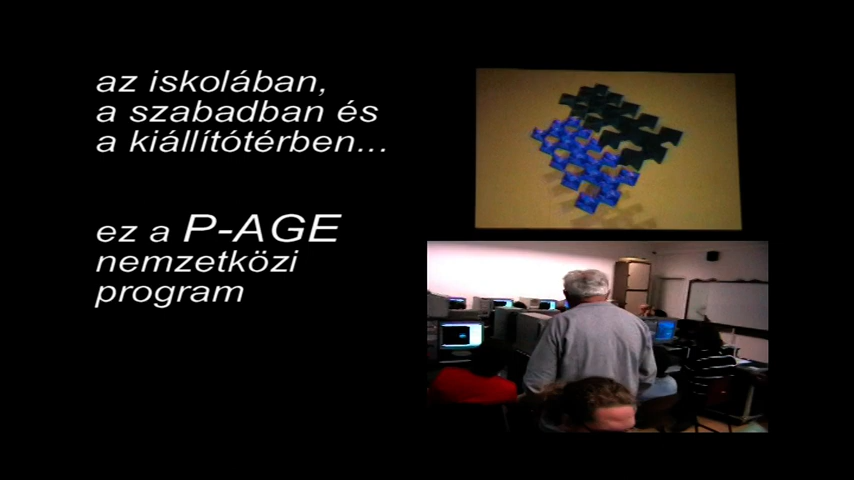 az iskolában,
a szabadban és
a kiállítótérben...
ez a P-AGE
nemzetközi
program